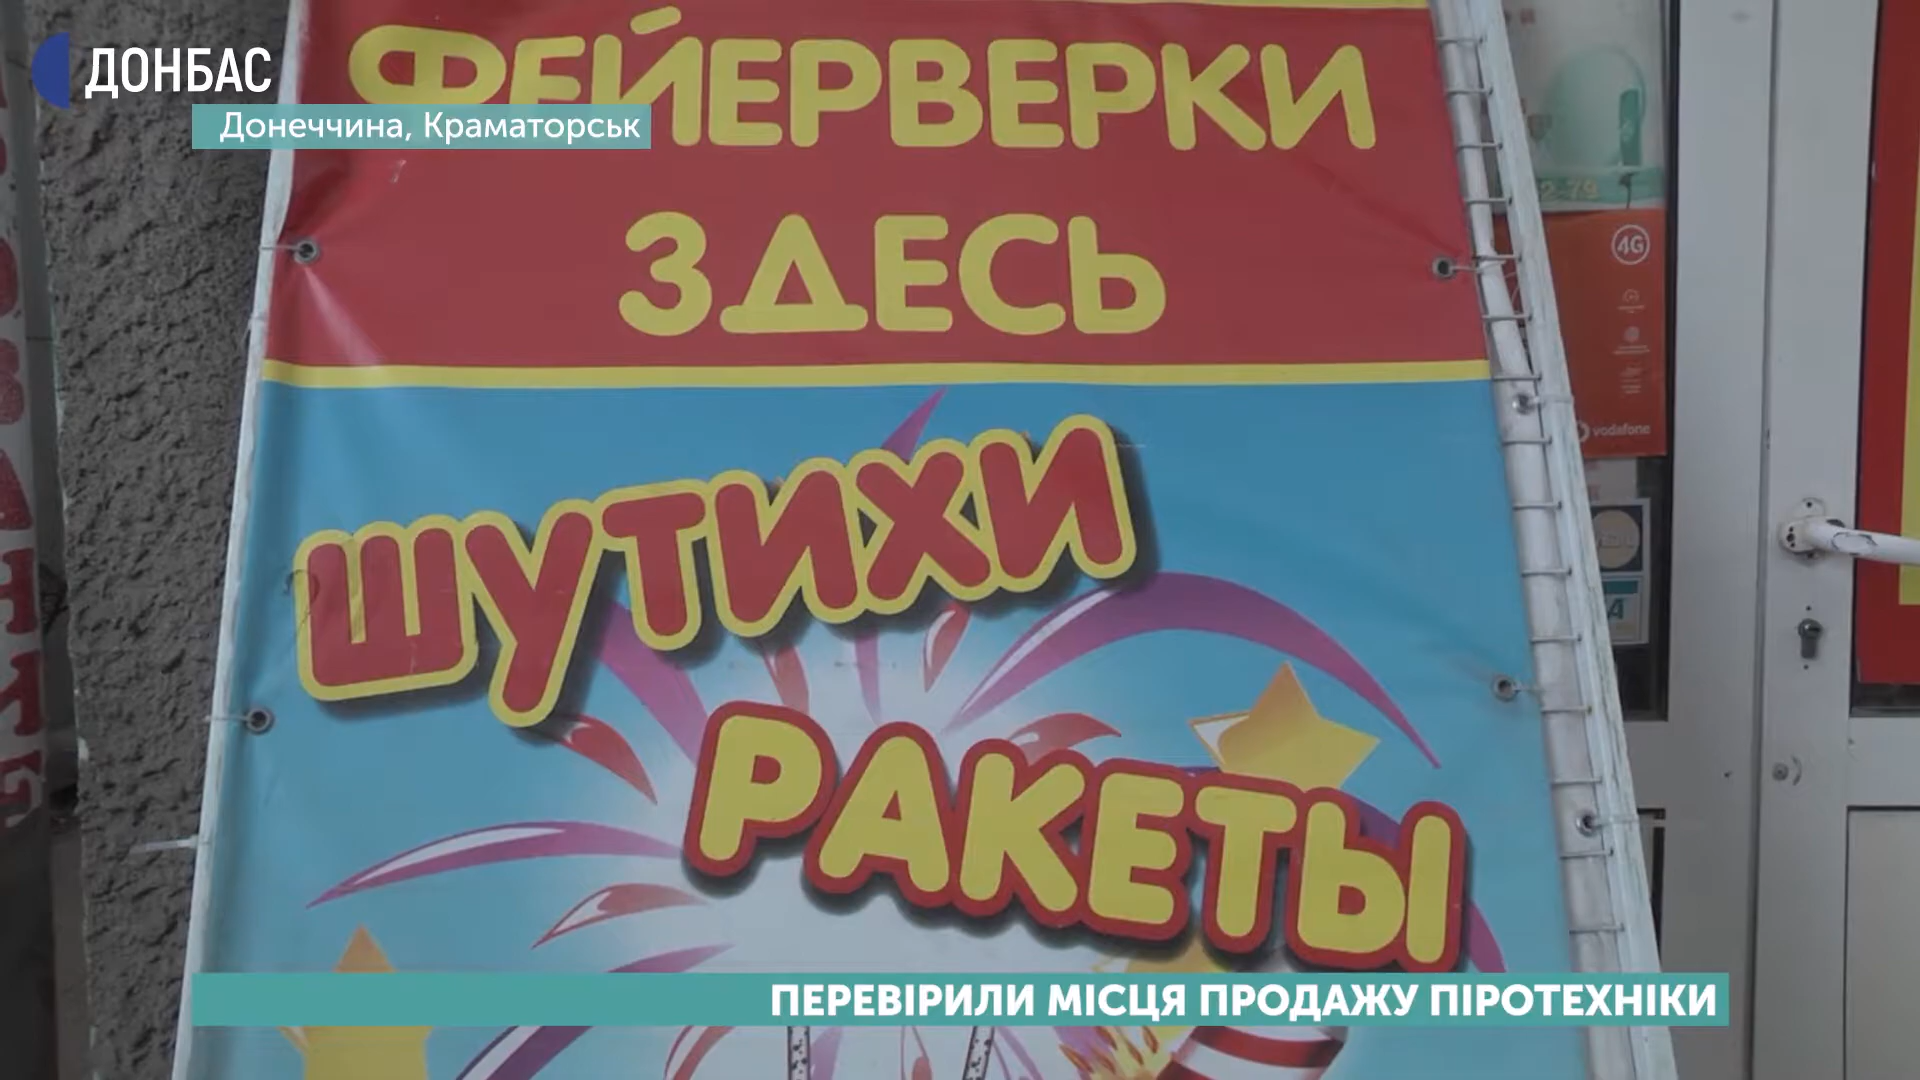 ДОНБАС
Донеччина, Краматорськ
ФЕЙЕРВЕРКИ
ЗДЕСЬ
4G
vodafone
ШУТИХИ
РАКЕТЫ
ПЕРЕВІРИЛИ МІСЦЯ ПРОДАЖУ ПІРОТЕХНІКИ